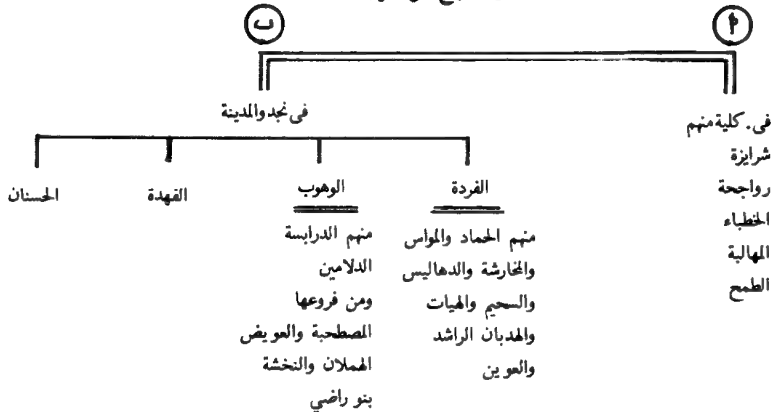 أ
ب
فى كلية منهم
شرايزة
رواجحة
الخطباء
المهالبة
الطمح
فى نجد والمدينة
الفردة
منهم الحماد والمواس
والمخارشة والدهاليس
والسحيم والهيات
والهدبان الراشد
والعوين
الوهوب
منهم الدرابسة
الدلامين
ومن فروعها
المصطحبة والعويض
الهملان والنخشة
بنو راضي
الفهدة
الحسنان